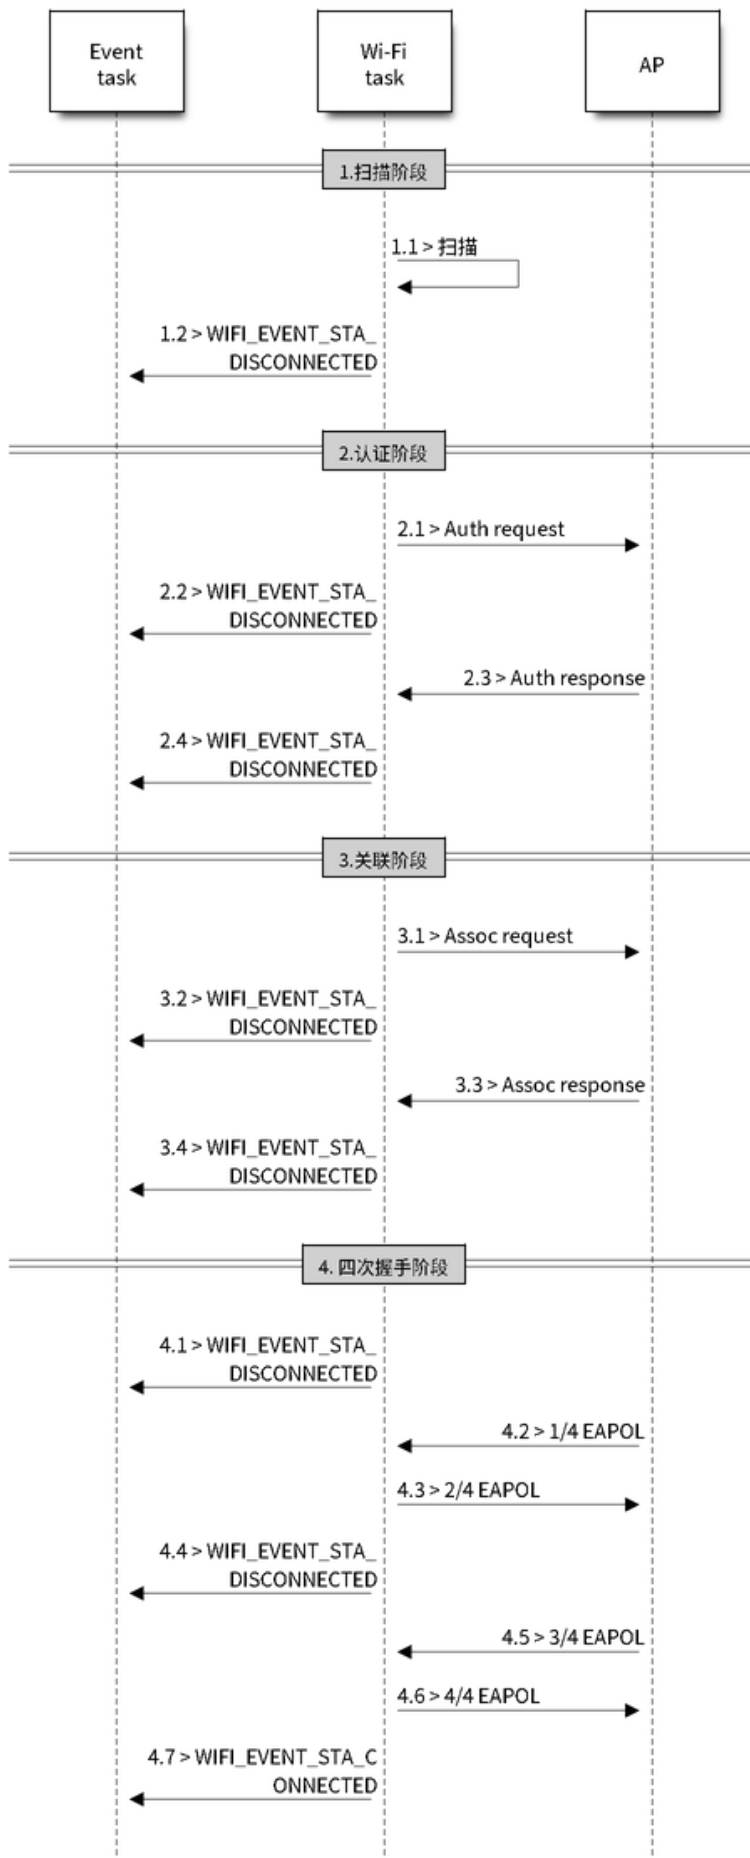 Event
task
Wi-Fi
task
AP
1.扫描阶段
1.1 > 扫描
1.2 > WIFI_EVENT_STA_
DISCONNECTED
2.认证阶段
2.1 > Auth request
2.2 > WIFI_EVENT_STA_
DISCONNECTED
2.3 > Auth response
2.4 > WIFI_EVENT_STA_
DISCONNECTED
3.关联阶段
3.1 > Assoc request
3.2 > WIFI_EVENT_STA_
DISCONNECTED
3.3 > Assoc response
3.4 > WIFI_EVENT_STA_
DISCONNECTED
4. 四次握手阶段
4.1 > WIFI_EVENT_STA_
DISCONNECTED
4.2 > 1/4 EAPOL
4.3 > 2/4 EAPOL
4.4 > WIFI_EVENT_STA_
DISCONNECTED
4.5 > 3/4 EAPOL
4.6 > 4/4 EAPOL
4.7 > WIFI_EVENT_STA_C
ONNECTED